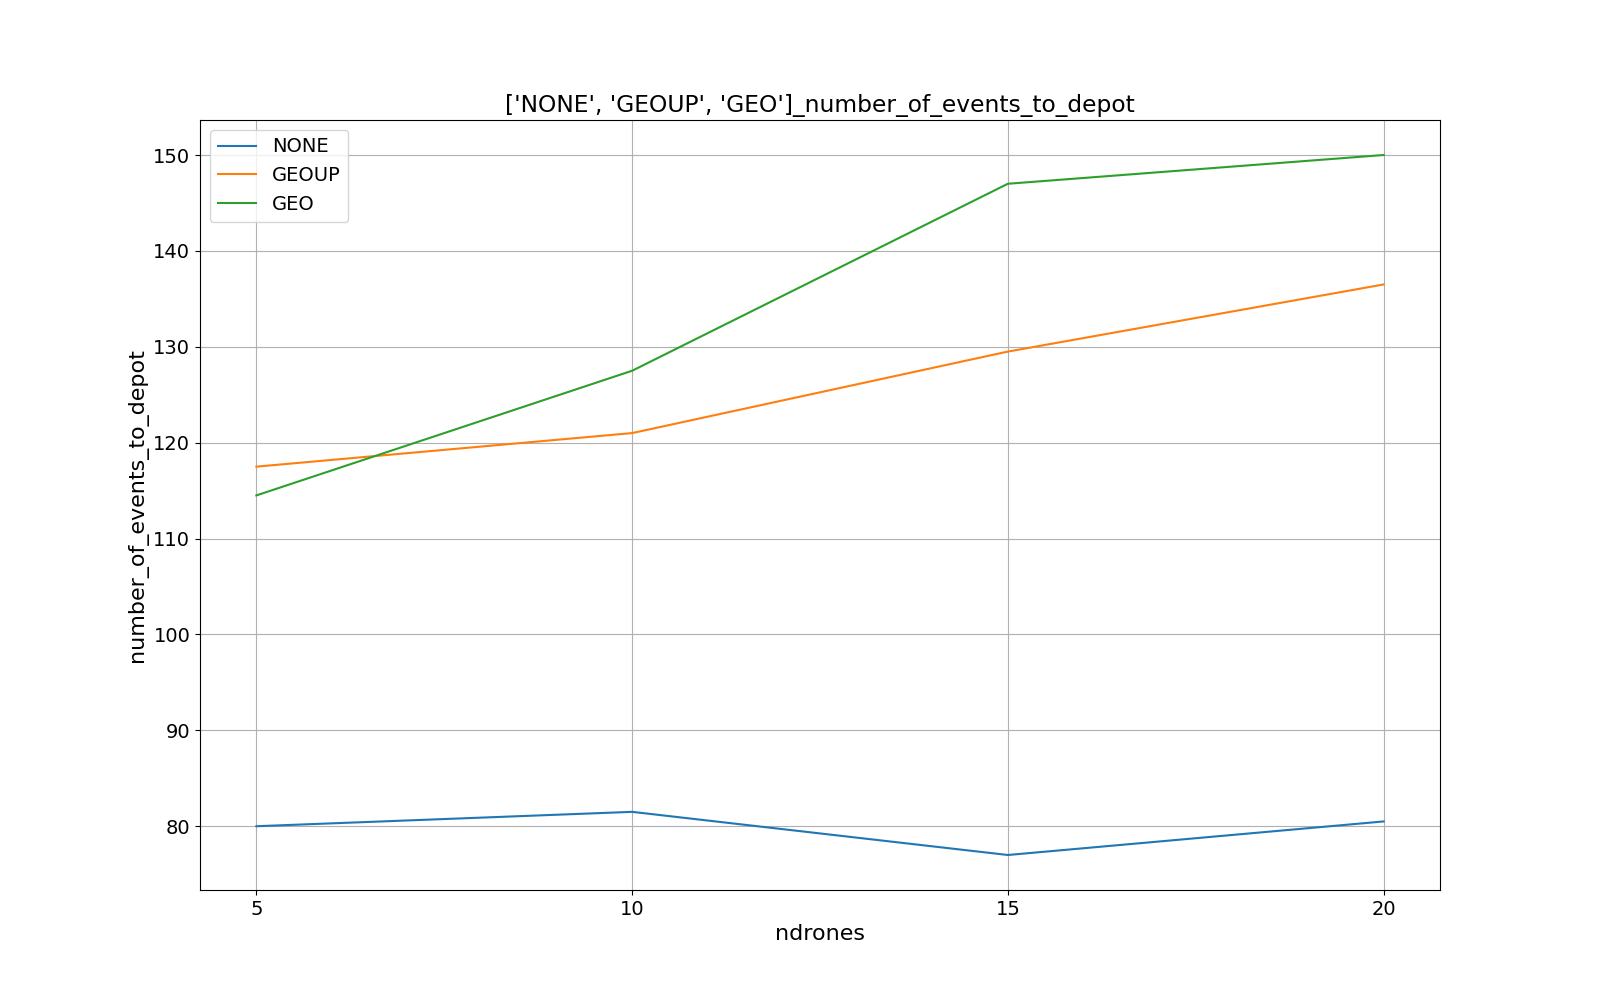 ['NONE', 'GEOUP', 'GEO']_number_of_events_to_depot
NONE
GEOUP
GEO
150
140
130
120
110
100
90
80
number_of_events_to_depot
5
10
15
20
ndrones